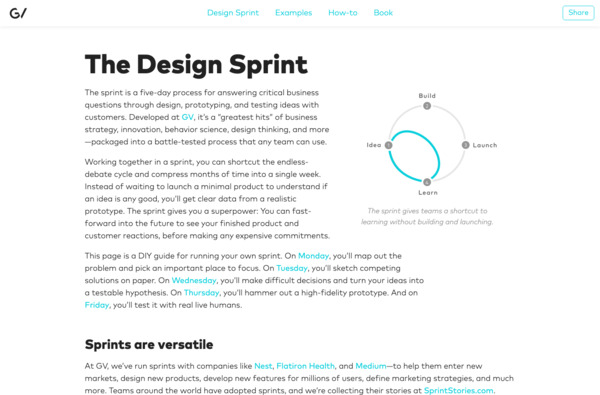 GV
Design Sprint
Examples
How-to
Book
Share
The Design Sprint
The sprint is a five-day process for answering critical business
questions through design, prototyping, and testing ideas with
customers. Developed at GV, it’s a “greatest hits” of business
strategy, innovation, behavior science, design thinking, and more
—packaged into a battle-tested process that any team can use.
Working together in a sprint, you can shortcut the endless-
debate cycle and compress months of time into a single week.
Instead of waiting to launch a minimal product to understand if
an idea is any good, you’ll get clear data from a realistic
prototype. The sprint gives you a superpower: You can fast-
forward into the future to see your finished product and
customer reactions, before making any expensive commitments.
Build
2
Idea
1
3
Launch
4
Learn
The sprint gives teams a shortcut to
learning without building and launching.
This page is a DIY guide for running your own sprint. On Monday, you’ll map out the
problem and pick an important place to focus. On Tuesday, you’ll sketch competing
solutions on paper. On Wednesday, you’ll make difficult decisions and turn your ideas into
a testable hypothesis. On Thursday, you’ll hammer out a high-fidelity prototype. And on
Friday, you’ll test it with real live humans.
Sprints are versatile
At GV, we’ve run sprints with companies like Nest, Flatiron Health, and Medium—to help them enter new
markets, design new products, develop new features for millions of users, define marketing strategies, and much
more. Teams around the world have adopted sprints, and we’re collecting their stories at SprintStories.com.